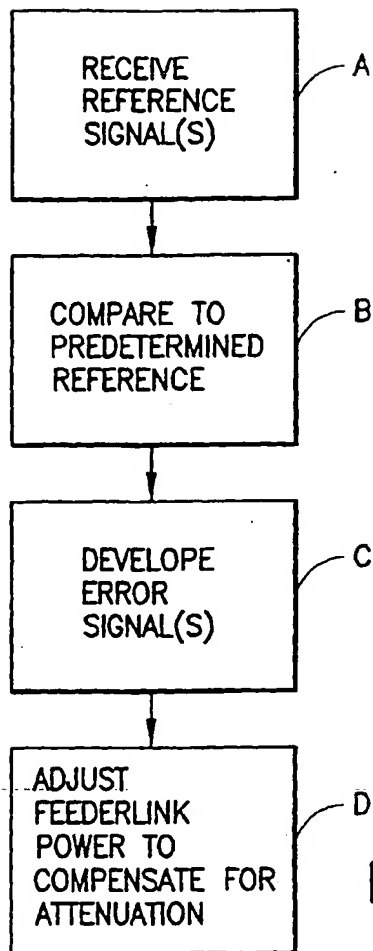 RECEIVE
REFERENCE
SIGNAL(S)
A
COMPARE TO
PREDETERMINED
REFERENCE
B
DEVELOPE
ERROR
SIGNAL(S)
C
ADJUST
FEEDERLINK
POWER TO
COMPENSATE FOR
ATTENUATION
D